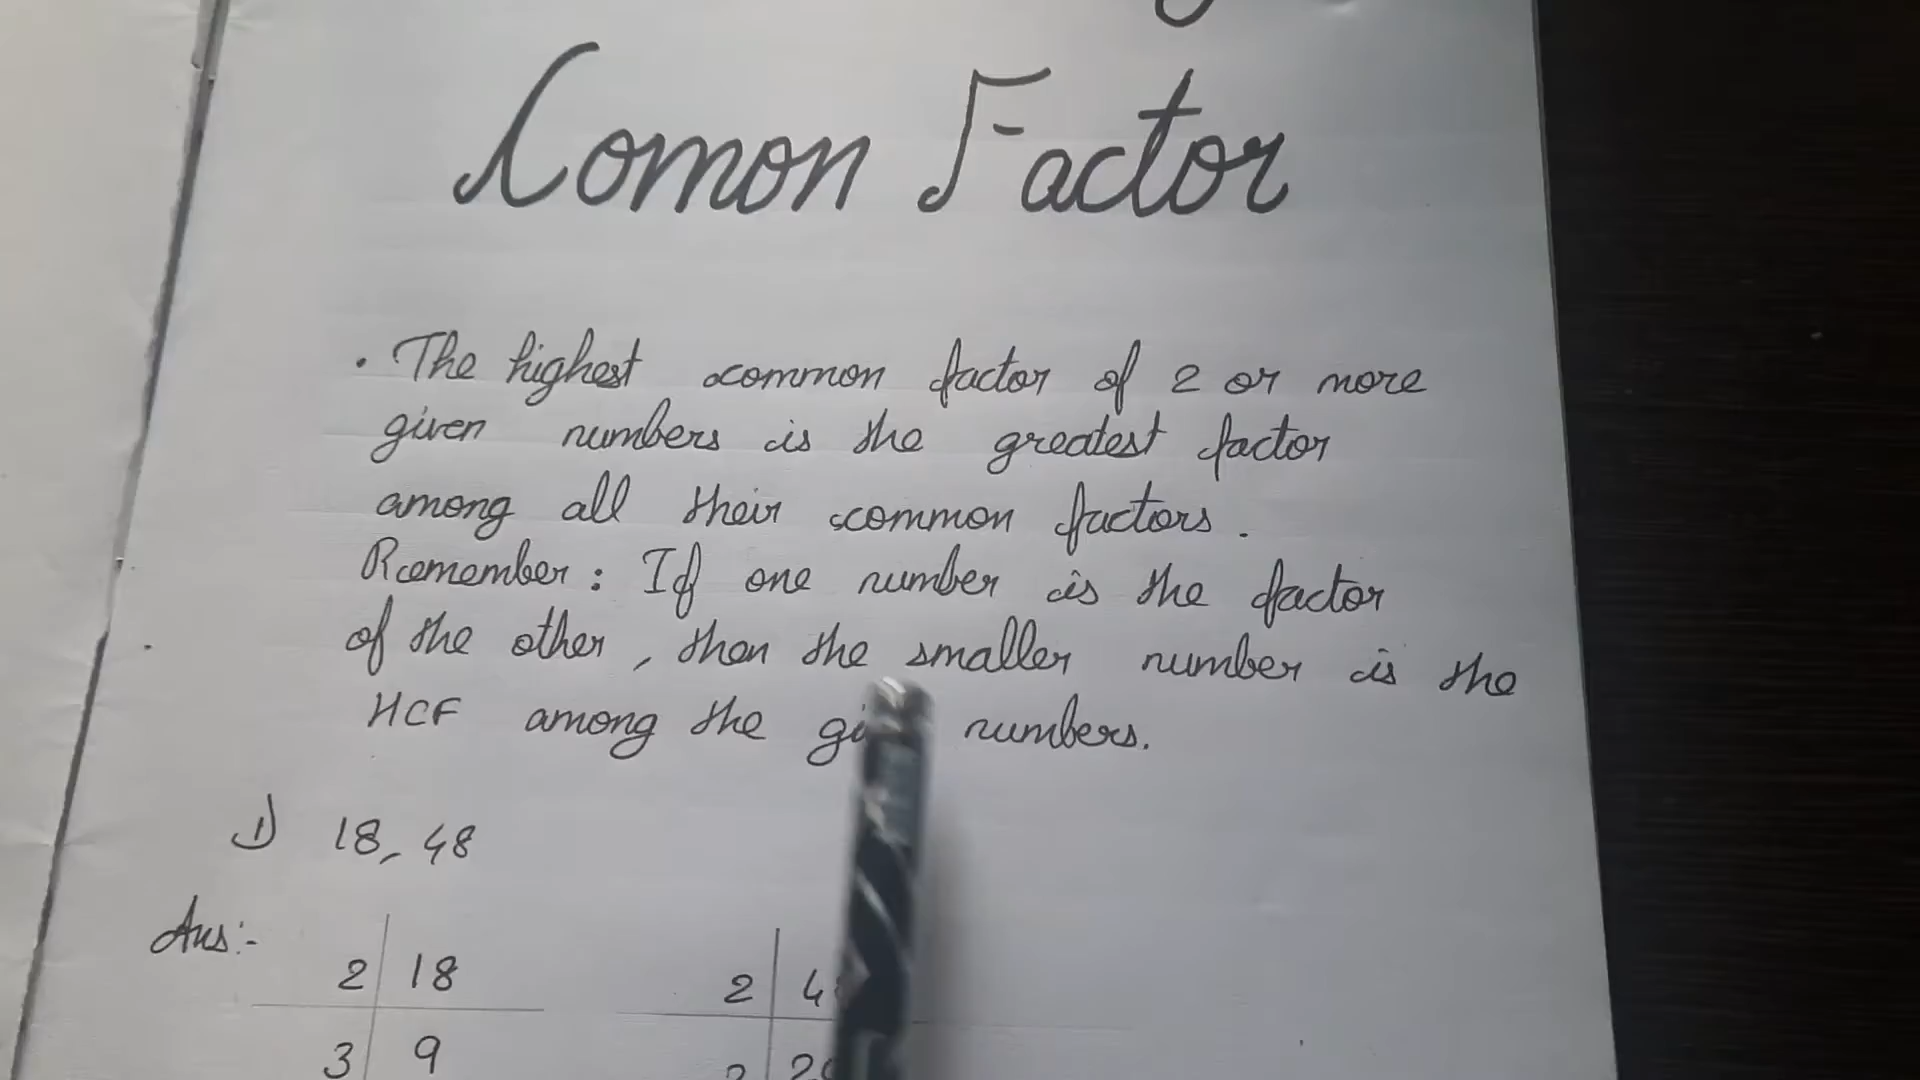 Comon Factor
. The highest common factor of 2 or more
given numbers is the greatest factor
among all their common factors.
Remember: If one number is the factor
of the other, then the smaller number is the
HCF among the numbers.
1) 18, 48
Ans:-
2 18 2
3 9